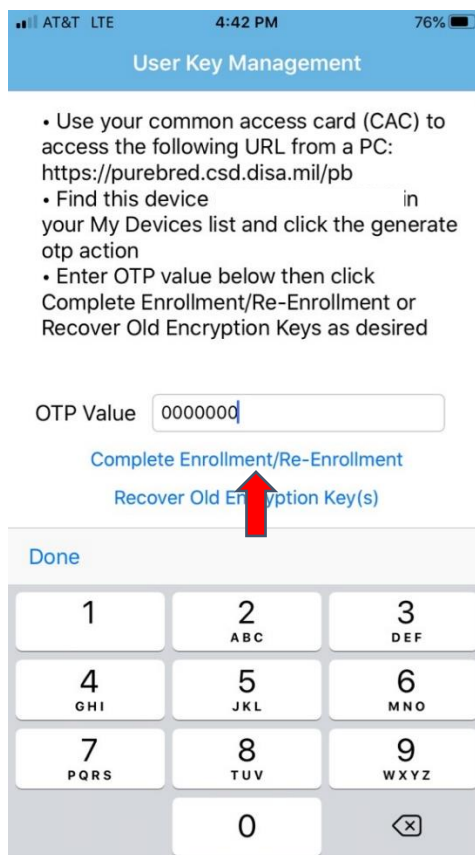 AT&T LTE 4:42 PM 76%
User Key Management
• Use your common access card (CAC) to
access the following URL from a PC:
https://purebred.csd.disa.mil/pb
• Find this device in
your My Devices list and click the generate
otp action
• Enter OTP value below then click
Complete Enrollment/Re-Enrollment or
Recover Old Encryption Keys as desired
OTP Value 0000000
Complete Enrollment/Re-Enrollment
Recover Old Encryption Key(s)
Done
1 2 3
ABC DEF
4 5 6
GHI JKL MNO
7 8 9
PQRS TUV WXYZ
0